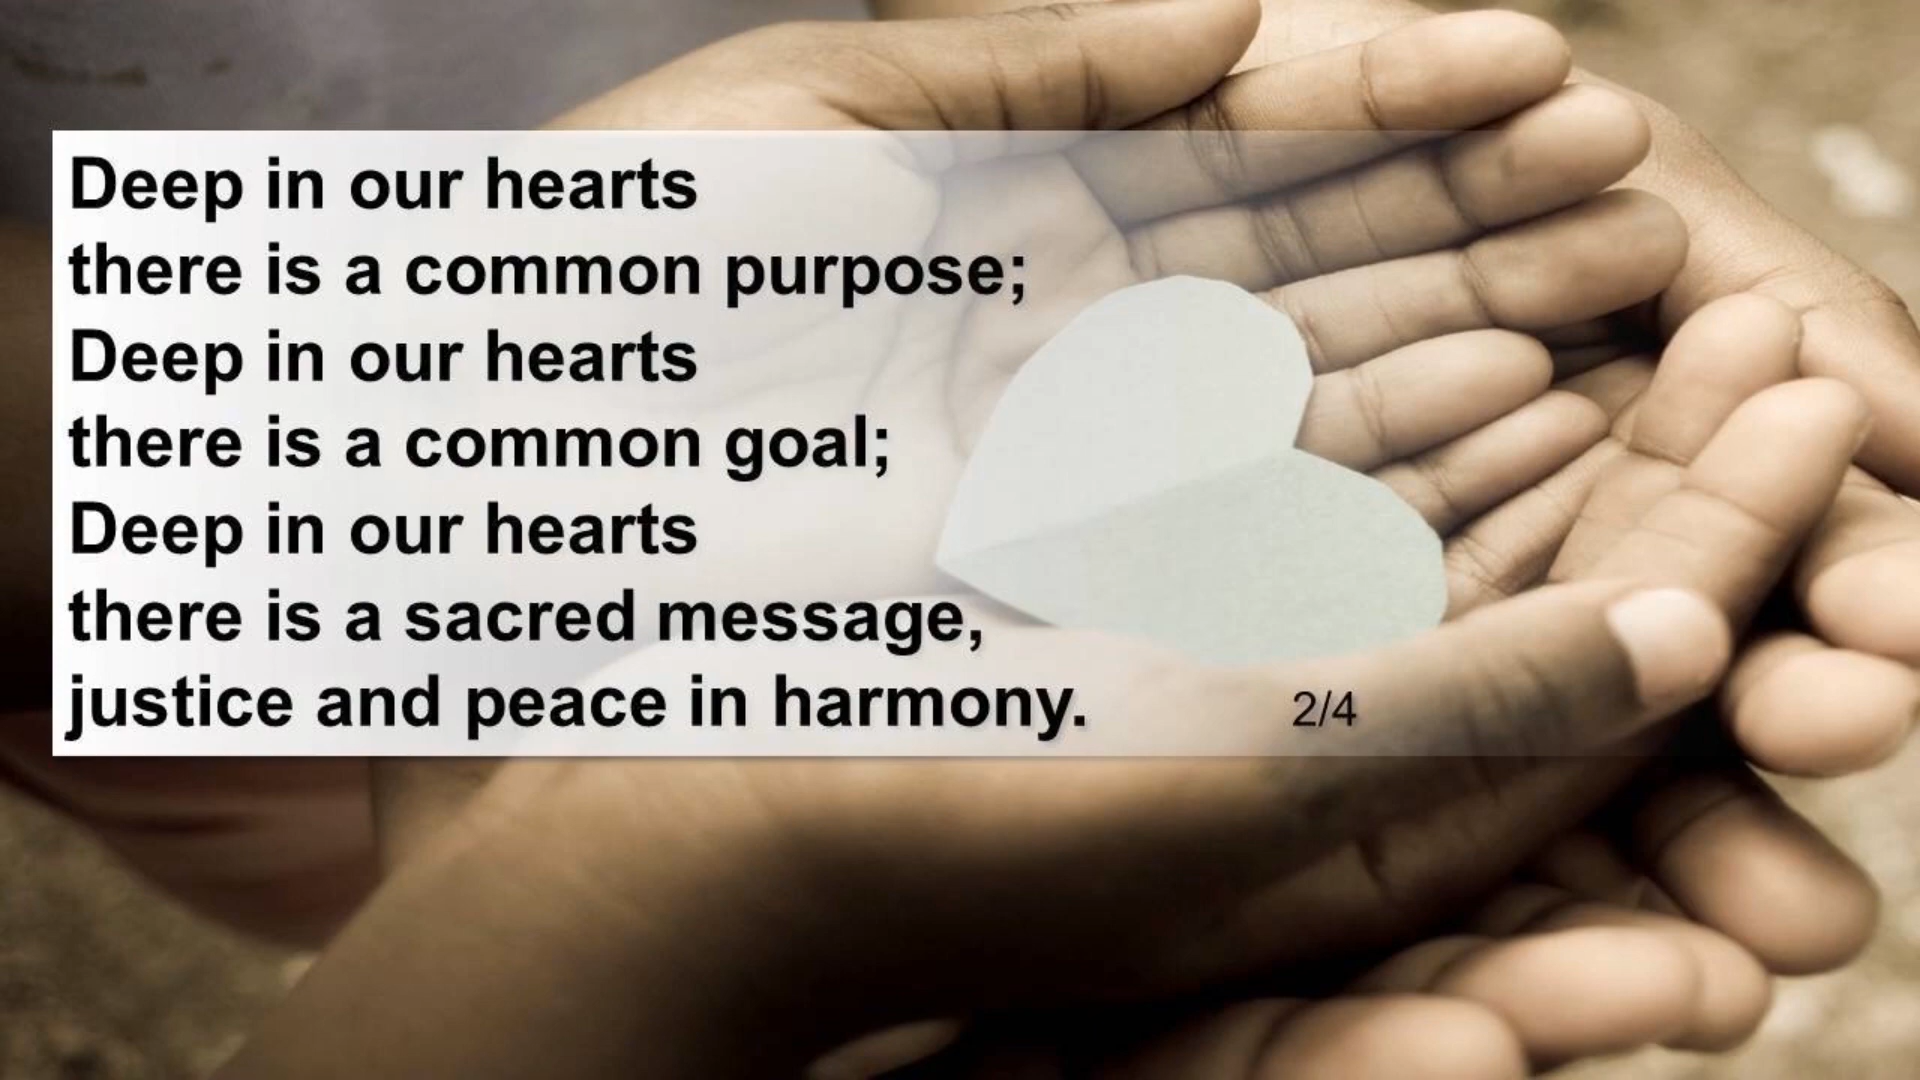 Deep in our hearts
there is a common purpose;
Deep in our hearts
there is a common goal;
Deep in our hearts
there is a sacred message,
justice and peace in harmony.
2/4